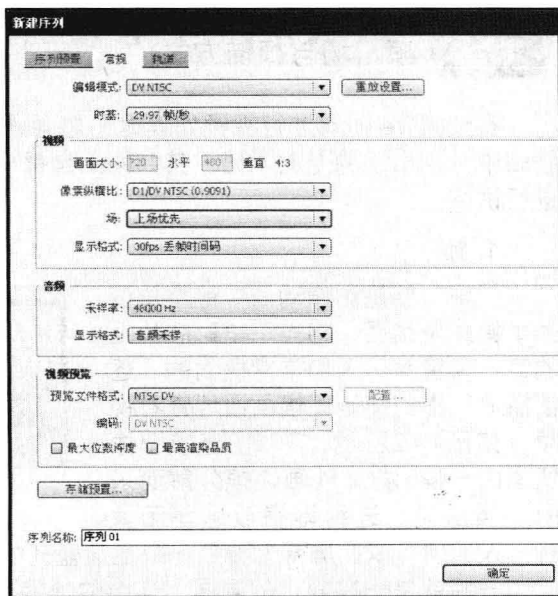 新建序列
序列预置 常规 轨道
编辑模式: DV NTSC 重放设置...
时基: 29.97 帧/秒
视频
画面大小: 720 水平 480 垂直 4:3
像素纵横比: D1/DV NTSC (0.9091)
场: 上场优先
显示格式: 30fps 丢帧时间码
音频
采样率: 48000 Hz
显示格式: 音频采样
视频预览
预览文件格式: NTSC DV 配置...
编码: DV NTSC
最大位数深度 最高渲染品质
存储预置...
序列名称: 序列 01
确定